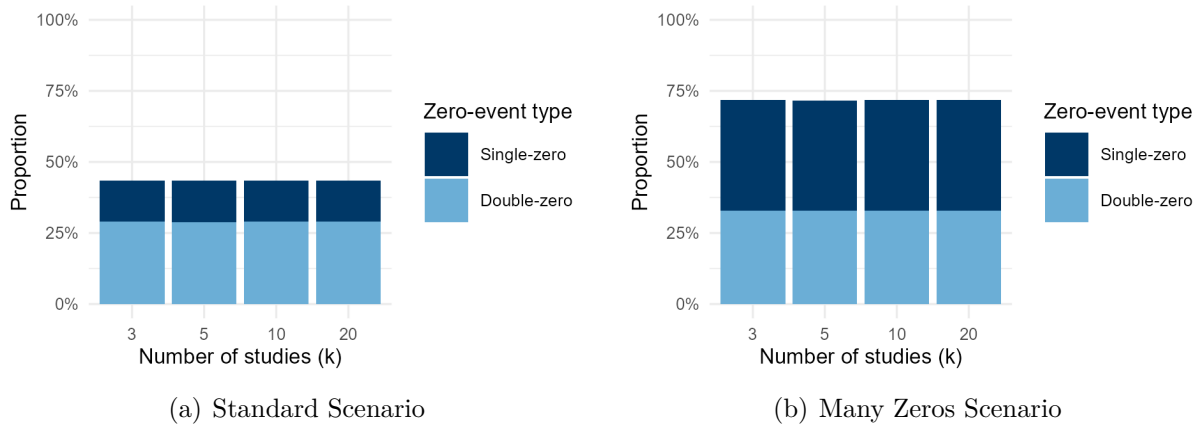 100%
75%
50%
25%
0%
Proportion
3 5 10 20
Number of studies (k)
Zero-event type
Single-zero
Double-zero
(a) Standard Scenario
100%
75%
50%
25%
0%
Proportion
3 5 10 20
Number of studies (k)
Zero-event type
Single-zero
Double-zero
(b) Many Zeros Scenario